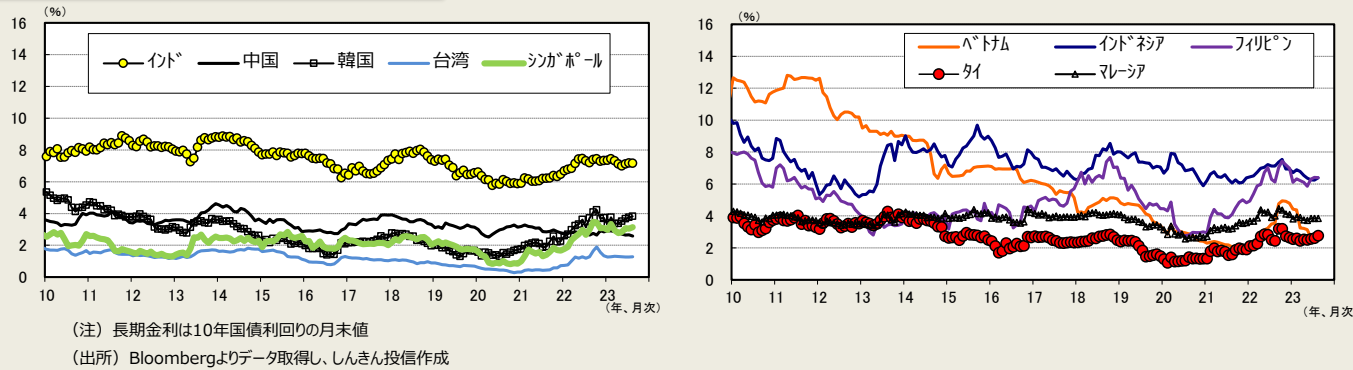 (%)
16
14
12
10
8
6
4
2
0
インド 中国 韓国 台湾 シンガポール
10 11 12 13 14 15 16 17 18 19 20 21 22 23
(年、月次)
(%)
16
14
12
10
8
6
4
2
0
ベトナム インドネシア フィリピン
タイ マレーシア
10 11 12 13 14 15 16 17 18 19 20 21 22 23
(年、月次)
(注) 長期金利は10年国債利回りの月末値
(出所) Bloombergよりデータ取得し、しんきん投信作成